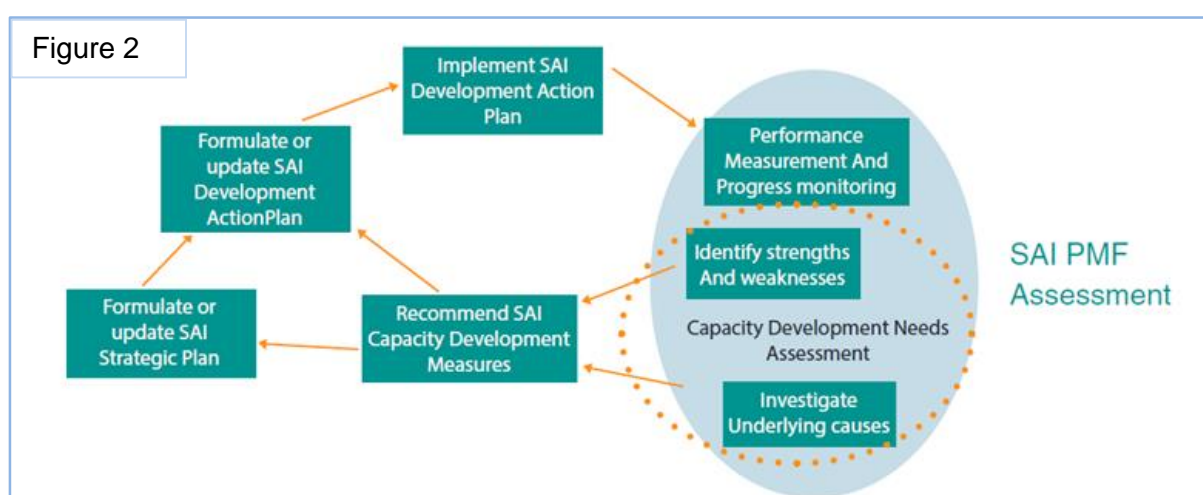 Figure 2
Implement SAI
Development Action
Plan
Formulate or
update SAI
Development
ActionPlan
Performance
Measurement And
Progress monitoring
Identify strengths
And weaknesses
SAI PMF
Assessment
Formulate or
update SAI
Strategic Plan
Recommend SAI
Capacity Development
Measures
Capacity Development Needs
Assessment
Investigate
Underlying causes